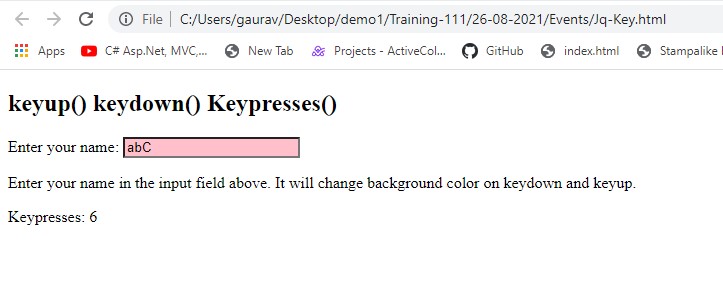 File | C:/Users/gaurav/Desktop/demo1/Training-111/26-08-2021/Events/Jq-Key.html
Apps C# Asp.Net, MVC,... New Tab Projects - ActiveCol... GitHub index.html Stampalike
keyup() keydown() Keypresses()
Enter your name: abC
Enter your name in the input field above. It will change background color on keydown and keyup.
Keypresses: 6